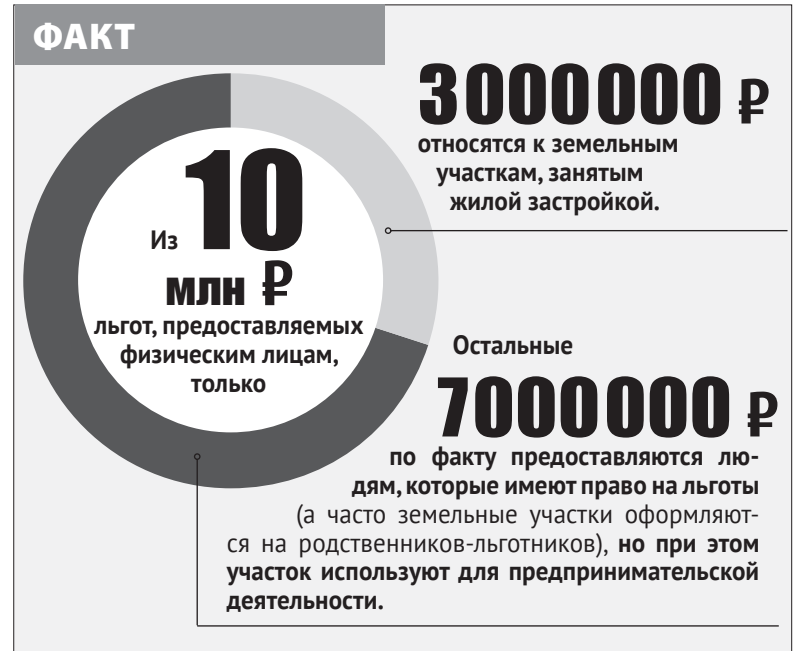 ФАКТ
Из 10
млн ₽
льгот, предоставляемых
физическим лицам,
только
3000000 ₽
относятся к земельным
участкам, занятым
жилой застройкой.
Остальные
7000000 ₽
по факту предоставляются лю-
дям, которые имеют право на льготы
(а часто земельные участки оформляют-
ся на родственников-льготников), но при этом
участок используют для предпринимательской
деятельности.